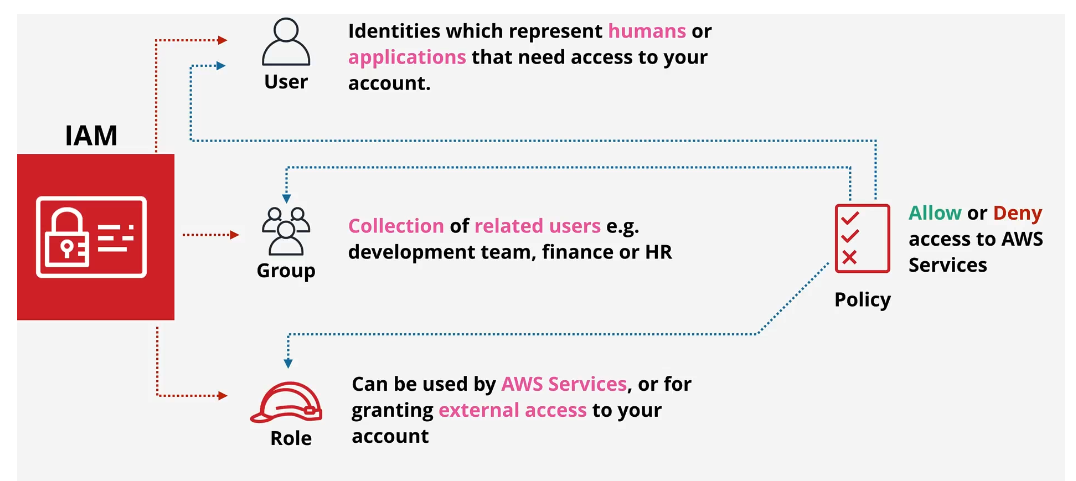 Identities which represent humans or
applications that need access to your
account.
User
IAM
Collection of related users e.g.
development team, finance or HR
Group
Allow or Deny
access to AWS
Services
Policy
Can be used by AWS Services, or for
granting external access to your
account
Role